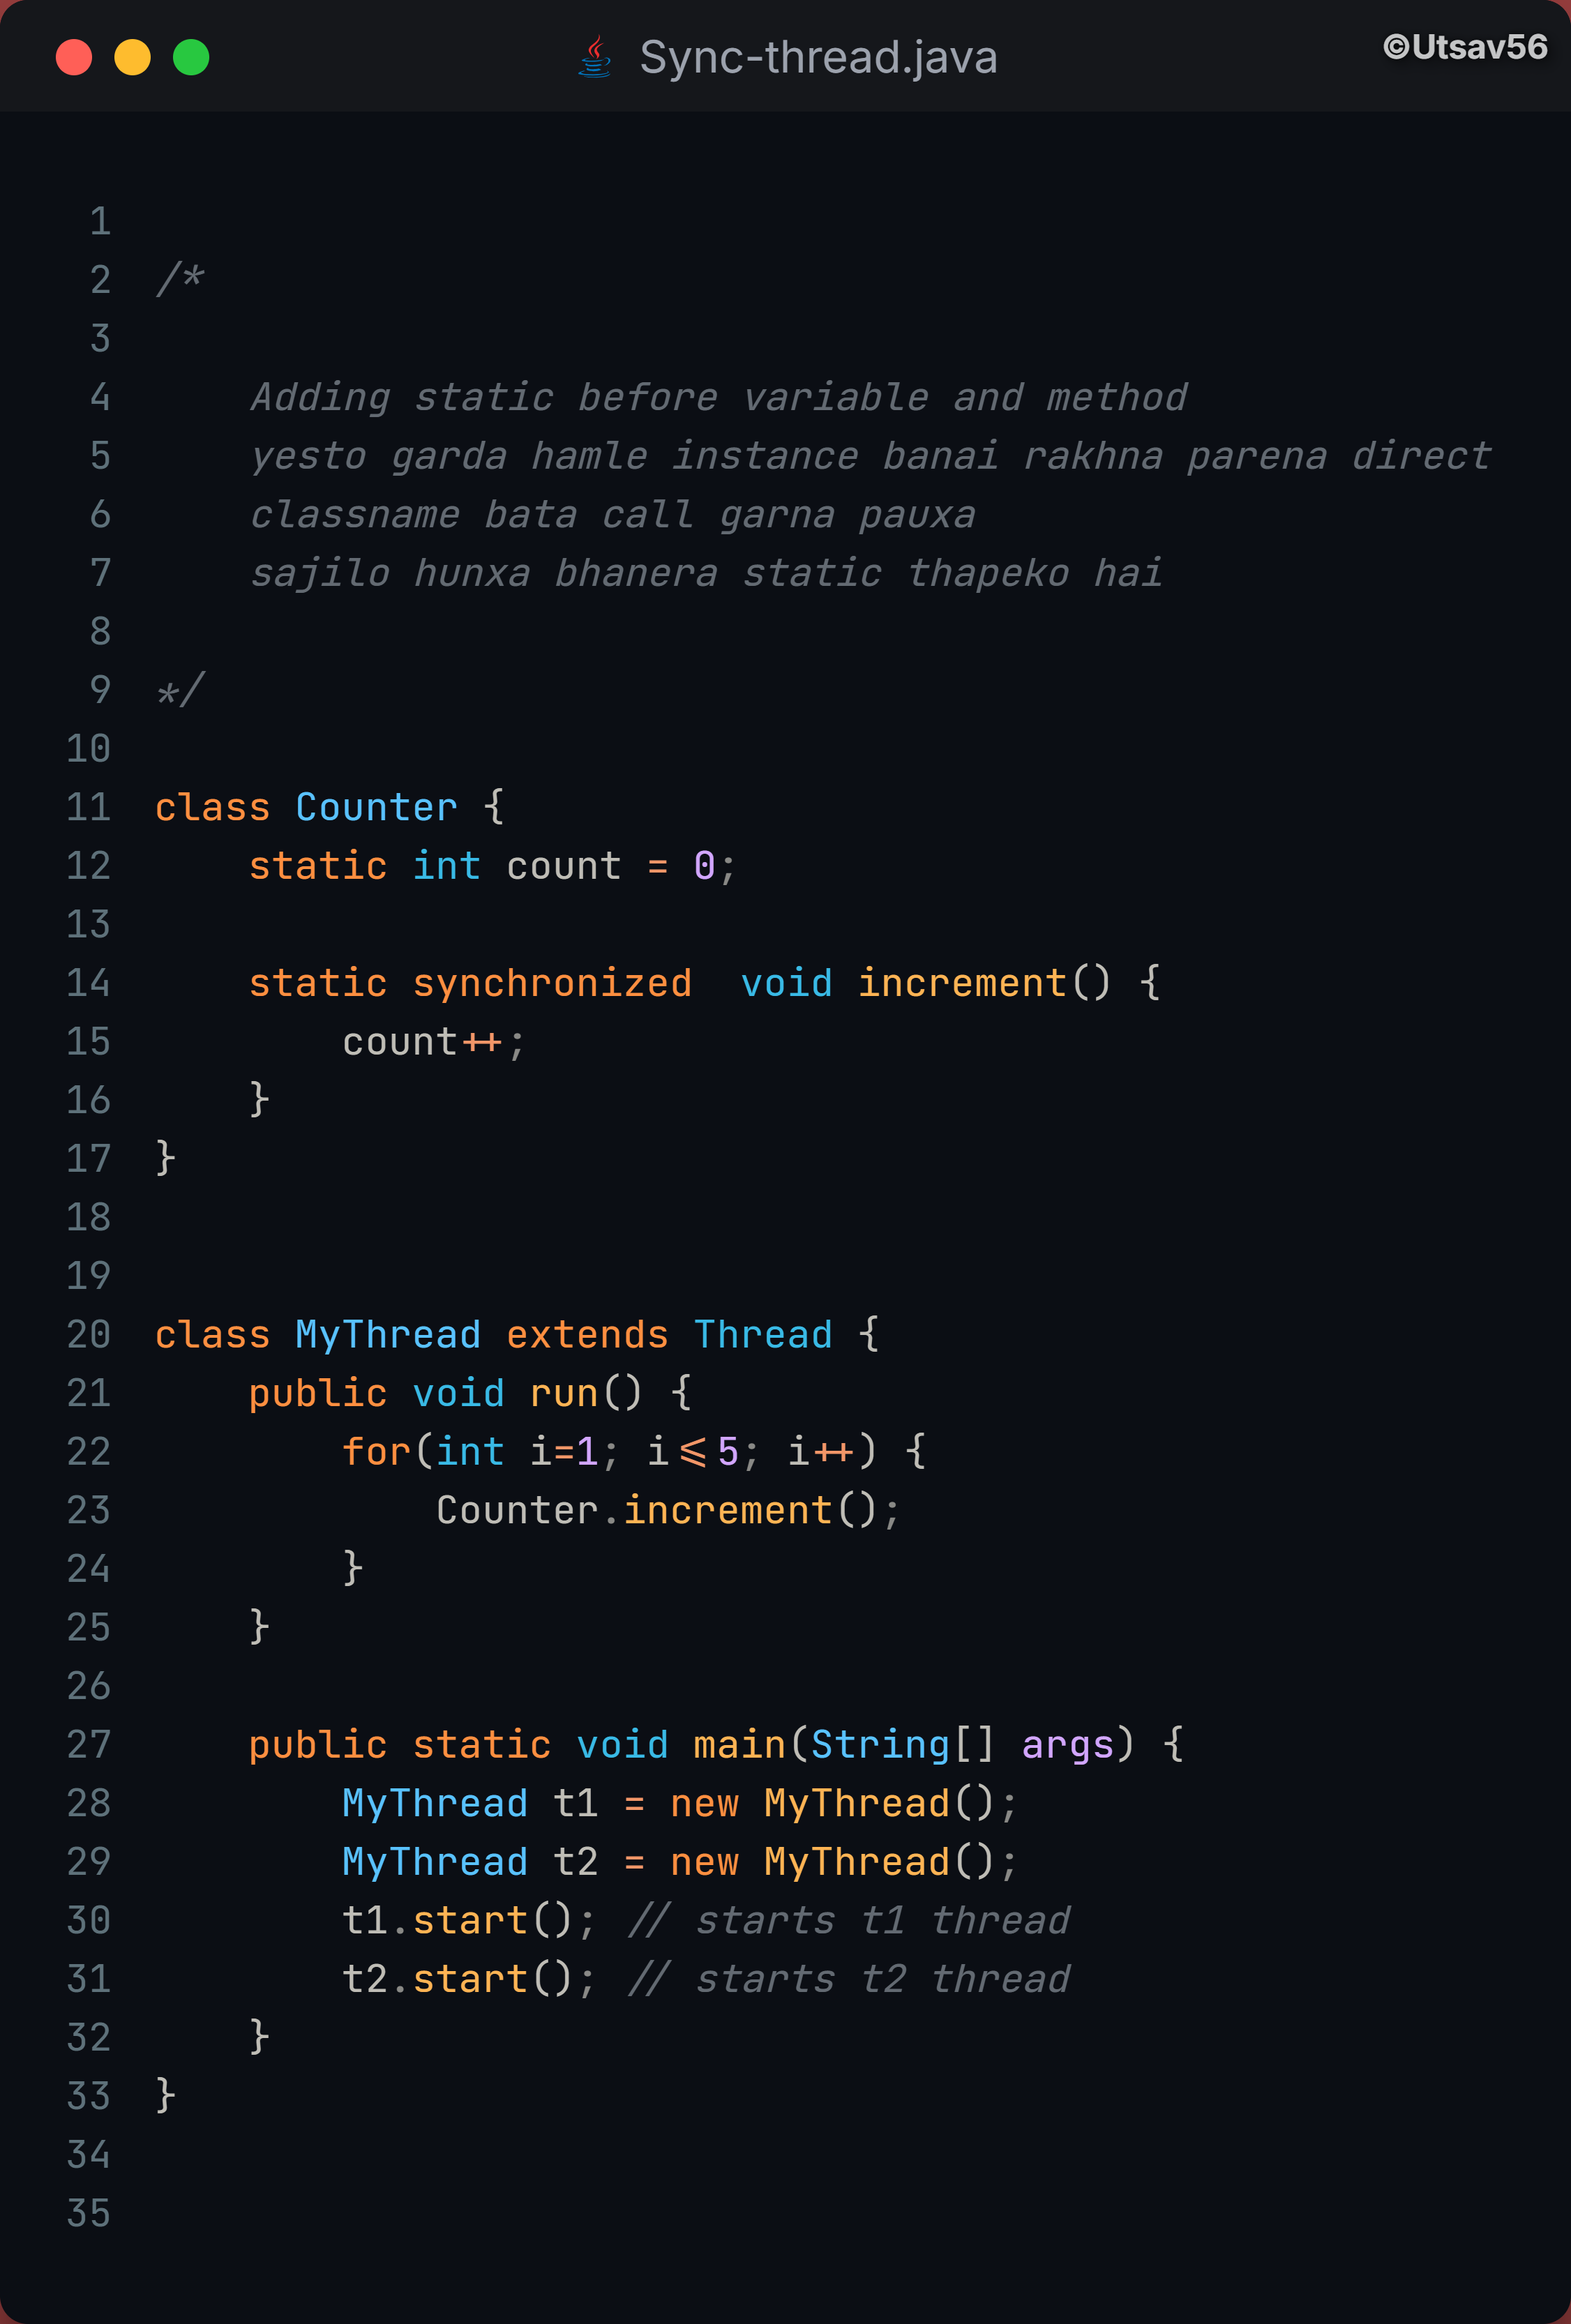 Sync-thread.java
©Utsav56
1
2 /*
3
4     Adding static before variable and method
5     yesto garda hamle instance banai rakhna parena direct
6     classname bata call garna pauxa
7     sajilo hunxa bhanera static thapeko hai
8
9 */
10
11 class Counter {
12     static int count = 0;
13
14     static synchronized  void increment() {
15         count++;
16     }
17 }
18
19
20 class MyThread extends Thread {
21     public void run() {
22         for(int i=1; i<=5; i++) {
23             Counter.increment();
24         }
25     }
26
27     public static void main(String[] args) {
28         MyThread t1 = new MyThread();
29         MyThread t2 = new MyThread();
30         t1.start(); // starts t1 thread
31         t2.start(); // starts t2 thread
32     }
33 }
34
35